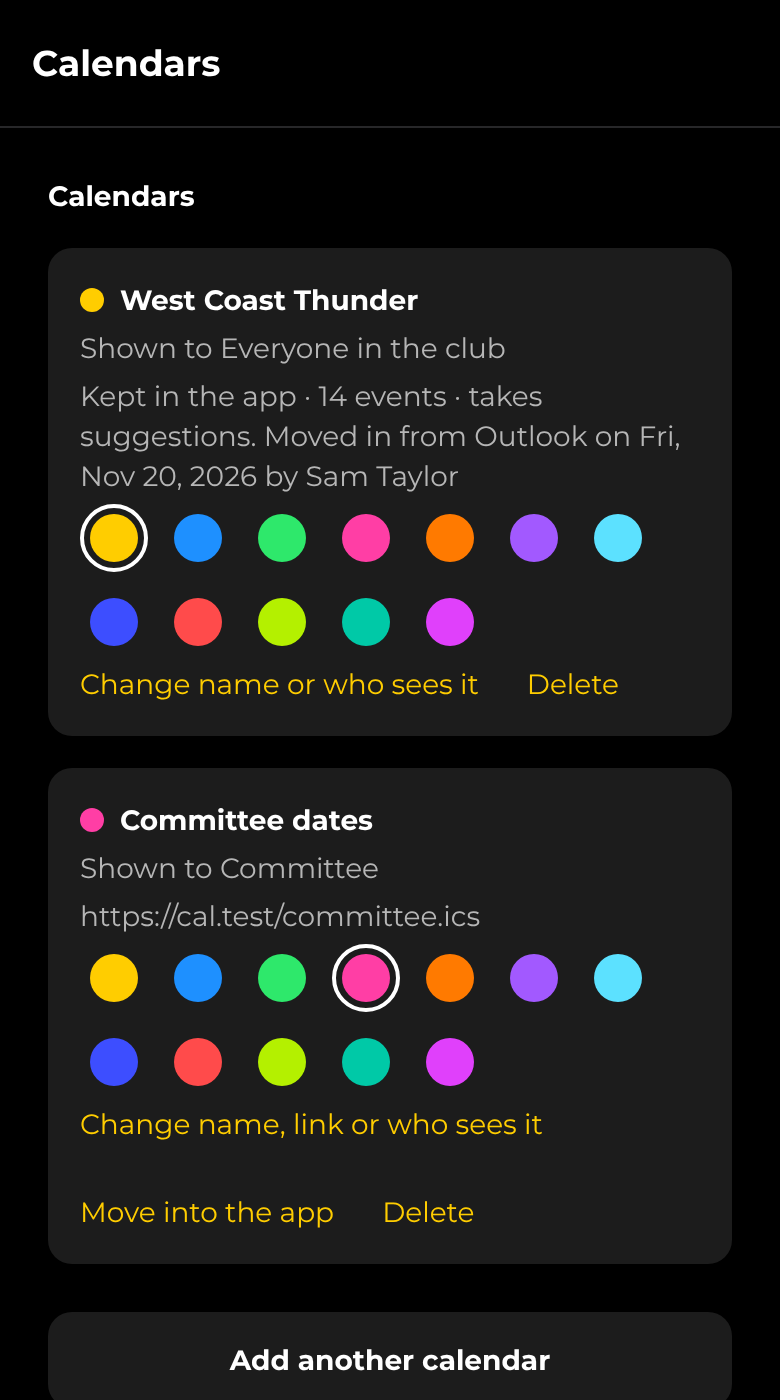 Calendars
Calendars
West Coast Thunder
Shown to Everyone in the club
Kept in the app · 14 events · takes
suggestions. Moved in from Outlook on Fri,
Nov 20, 2026 by Sam Taylor
Change name or who sees it Delete
Committee dates
Shown to Committee
https://cal.test/committee.ics
Change name, link or who sees it
Move into the app Delete
Add another calendar